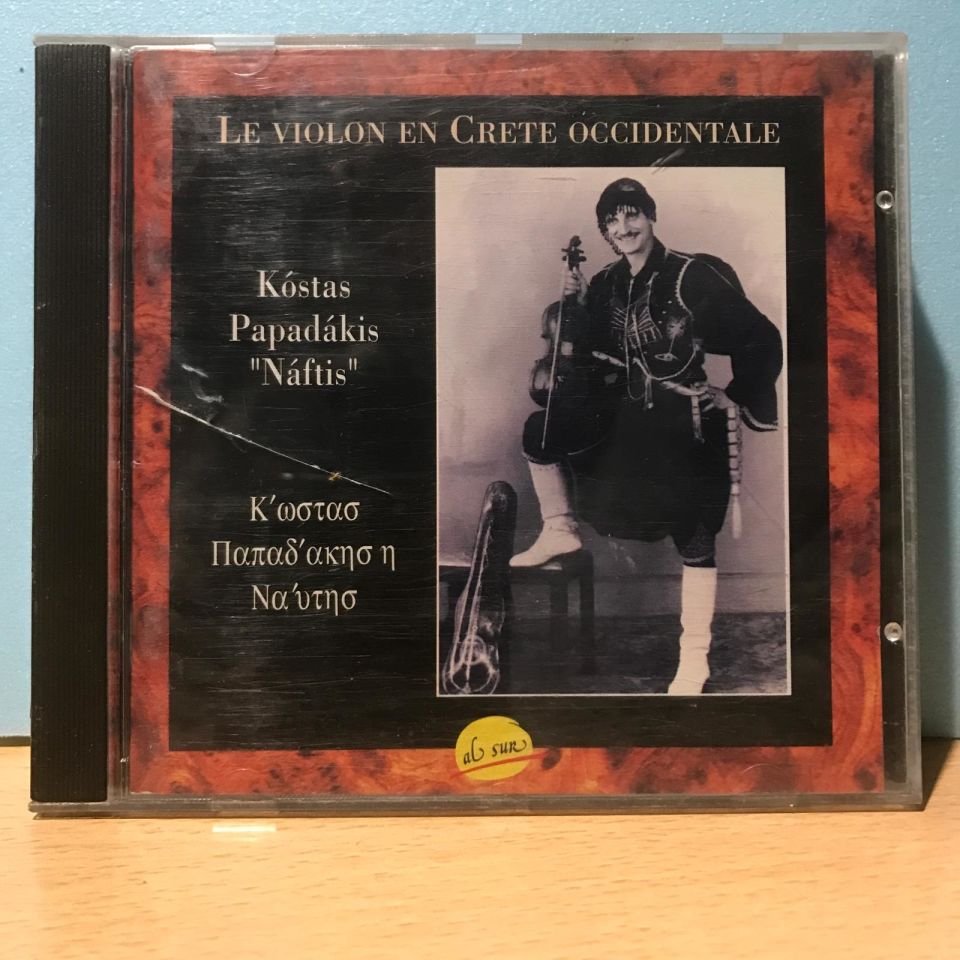 LE VIOLON EN CRETE OCCIDENTALE
Kóstas
Papadákis
"Náftis"
Κ΄ωστασ
Παπαδ΄ακησ η
Να΄υτησ
al sur